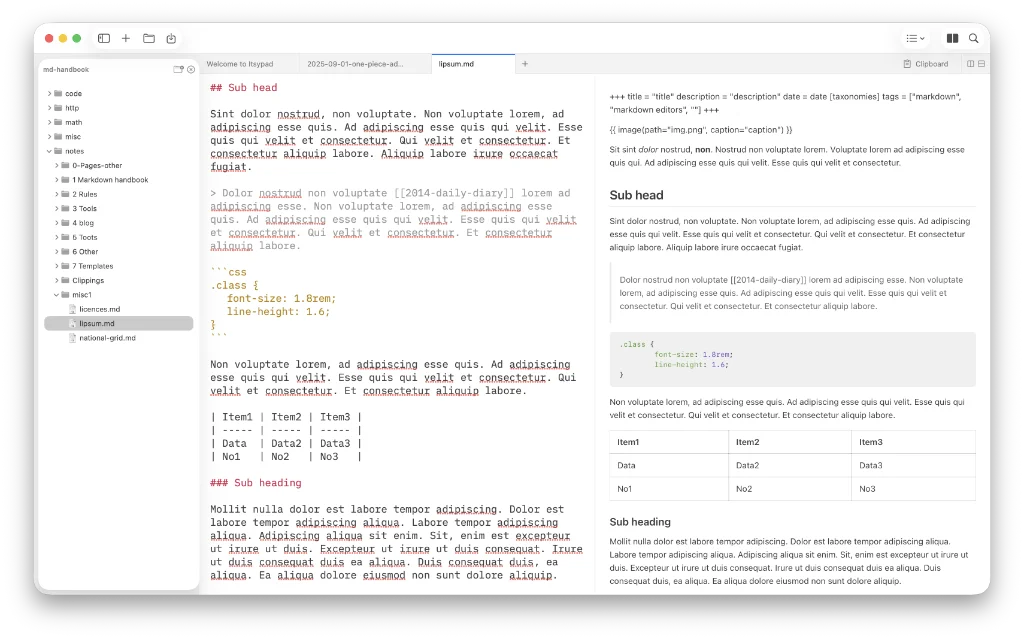 md-handbook
code
http
math
misc
notes
0-Pages-other
1 Markdown handbook
2 Rules
3 Tools
4 blog
5 Toots
6 Other
7 Templates
Clippings
misc1
licences.md
lipsum.md
national-grid.md
Welcome to Itsypad
2025-09-01-one-piece-ad...
lipsum.md
Clipboard
## Sub head
Sint dolor nostrud, non voluptate. Non voluptate lorem, ad
adipiscing esse quis. Ad adipiscing esse quis qui velit. Esse
quis qui velit et consectetur. Qui velit et consectetur. Et
consectetur aliquip labore. Aliquip labore irure occaecat
fugiat.
> Dolor nostrud non voluptate [[2014-daily-diary]] lorem ad
adipiscing esse. Non voluptate lorem, ad adipiscing esse
quis. Ad adipiscing esse quis qui velit. Esse quis qui velit
et consectetur. Qui velit et consectetur. Et consectetur
aliquip labore.
```css
.class {
font-size: 1.8rem;
line-height: 1.6;
}
```
Non voluptate lorem, ad adipiscing esse quis. Ad adipiscing
esse quis qui velit. Esse quis qui velit et consectetur. Qui
velit et consectetur. Et consectetur aliquip labore.
| Item1 | Item2 | Item3 |
| ----- | ----- | ----- |
| Data | Data2 | Data3 |
| No1 | No2 | No3 |
### Sub heading
Mollit nulla dolor est labore tempor adipiscing. Dolor est
labore tempor adipiscing aliqua. Labore tempor adipiscing
aliqua. Adipiscing aliqua sit enim. Sit, enim est excepteur
ut irure ut duis. Excepteur ut irure ut duis consequat. Irure
ut duis consequat duis ea aliqua. Duis consequat duis, ea
aliqua. Ea aliqua dolore eiusmod non sunt dolore aliquip.
+++ title = "title" description = "description" date = date [taxonomies] tags = ["markdown",
"markdown editors", ""] +++
{{ image(path="img.png", caption="caption") }}
Sit sint dolor nostrud, non. Nostrud non voluptate lorem. Voluptate lorem ad adipiscing esse
quis qui. Ad adipiscing esse quis qui velit. Esse quis qui velit et consectetur.
Sub head
Sint dolor nostrud, non voluptate. Non voluptate lorem, ad adipiscing esse quis. Ad adipiscing
esse quis qui velit. Esse quis qui velit et consectetur. Qui velit et consectetur. Et consectetur
aliquip labore. Aliquip labore irure occaecat fugiat.
Dolor nostrud non voluptate [[2014-daily-diary]] lorem ad adipiscing esse. Non voluptate
lorem, ad adipiscing esse quis. Ad adipiscing esse quis qui velit. Esse quis qui velit et
consectetur. Qui velit et consectetur. Et consectetur aliquip labore.
.class {
font-size: 1.8rem;
line-height: 1.6;
}
Non voluptate lorem, ad adipiscing esse quis. Ad adipiscing esse quis qui velit. Esse quis qui
velit et consectetur. Qui velit et consectetur. Et consectetur aliquip labore.
Item1 Item2 Item3
Data Data2 Data3
No1 No2 No3
Sub heading
Mollit nulla dolor est labore tempor adipiscing. Dolor est labore tempor adipiscing aliqua.
Labore tempor adipiscing aliqua. Adipiscing aliqua sit enim. Sit, enim est excepteur ut irure ut
duis. Excepteur ut irure ut duis consequat. Irure ut duis consequat duis ea aliqua. Duis
consequat duis, ea aliqua. Ea aliqua dolore eiusmod non sunt dolore aliquip.